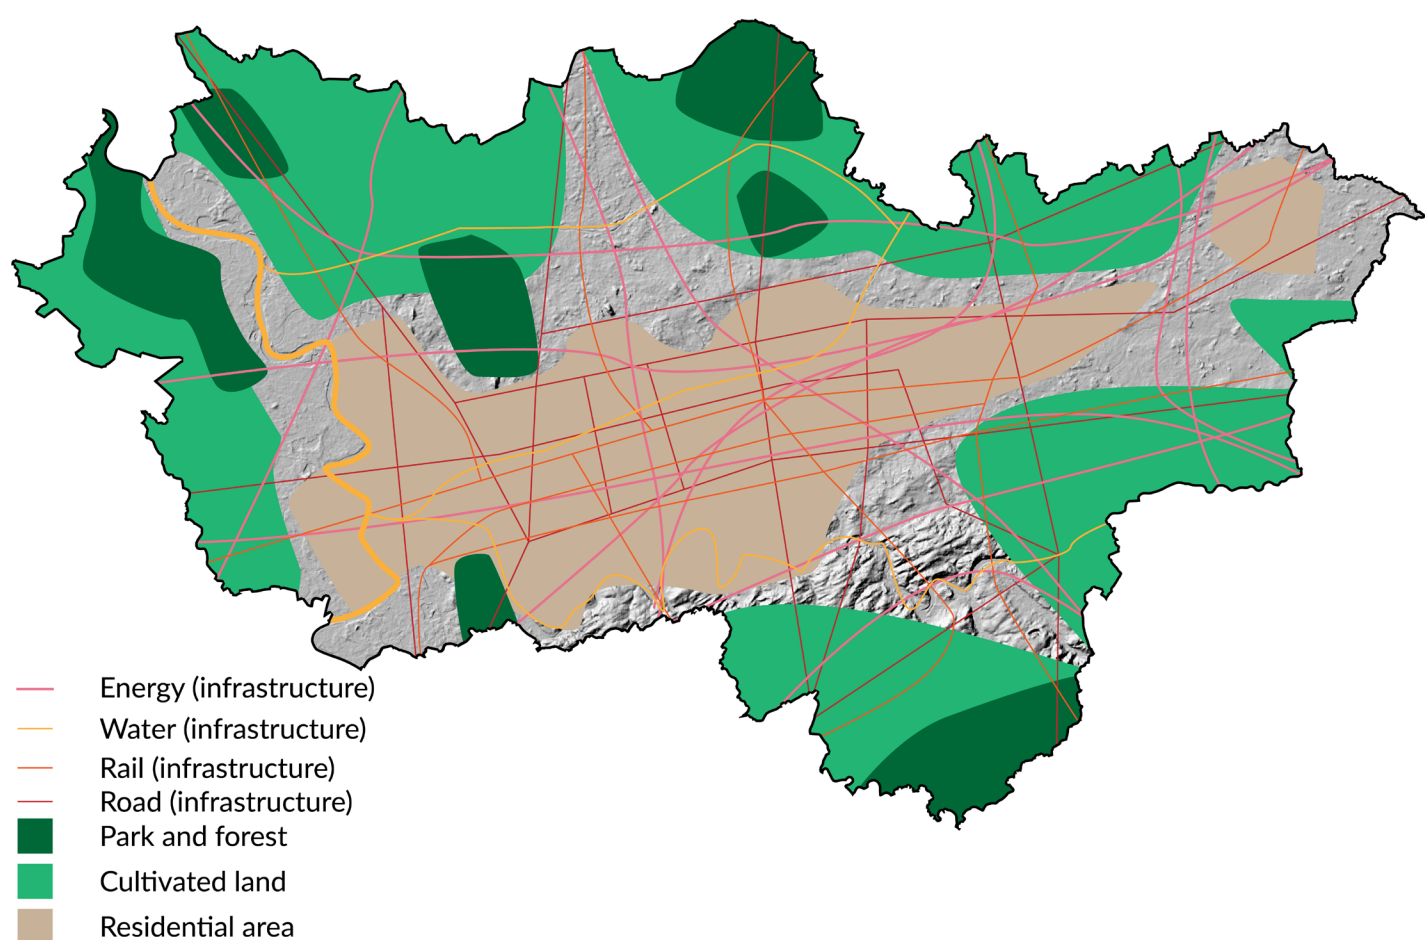 Energy (infrastructure)
Water (infrastructure)
Rail (infrastructure)
Road (infrastructure)
Park and forest
Cultivated land
Residential area